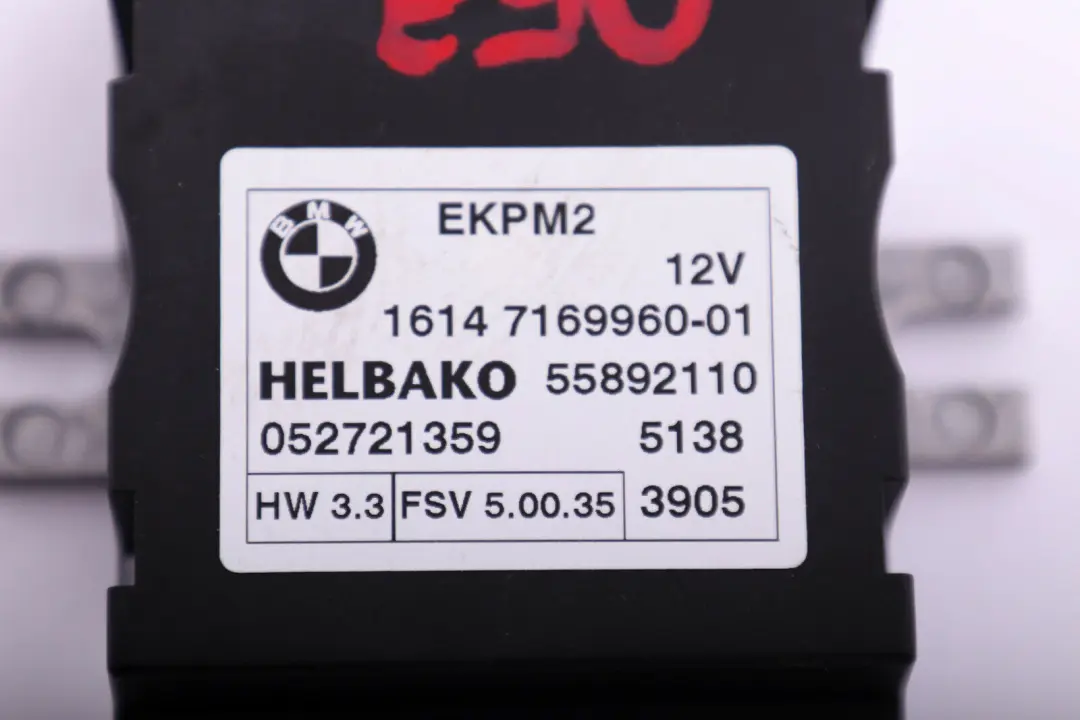 E90
BMW
EKPM2
12V
1614 7169960-01
HELBAKO 55892110
052721359 5138
HW 3.3 FSV 5.00.35 3905